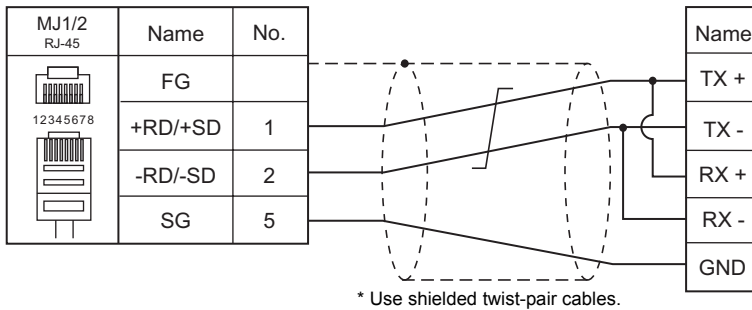 MJ1/2 Name No. Name
RJ-45
FG TX +
12345678
+RD/+SD 1 TX -
-RD/-SD 2 RX +
SG 5 RX -
GND
* Use shielded twist-pair cables.